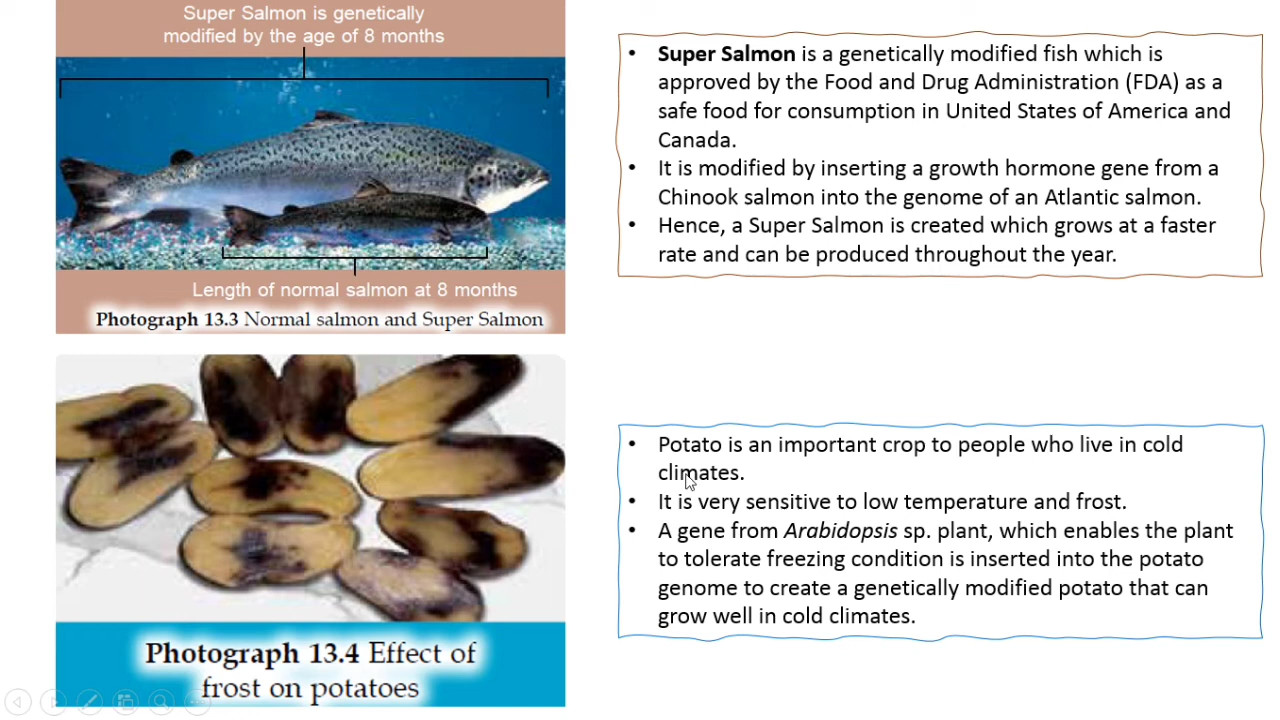 Super Salmon is genetically
modified by the age of 8 months
Length of normal salmon at 8 months
Photograph 13.3 Normal salmon and Super Salmon
• Super Salmon is a genetically modified fish which is
approved by the Food and Drug Administration (FDA) as a
safe food for consumption in United States of America and
Canada.
• It is modified by inserting a growth hormone gene from a
Chinook salmon into the genome of an Atlantic salmon.
• Hence, a Super Salmon is created which grows at a faster
rate and can be produced throughout the year.
Photograph 13.4 Effect of
frost on potatoes
• Potato is an important crop to people who live in cold
climates.
• It is very sensitive to low temperature and frost.
• A gene from Arabidopsis sp. plant, which enables the plant
to tolerate freezing condition is inserted into the potato
genome to create a genetically modified potato that can
grow well in cold climates.